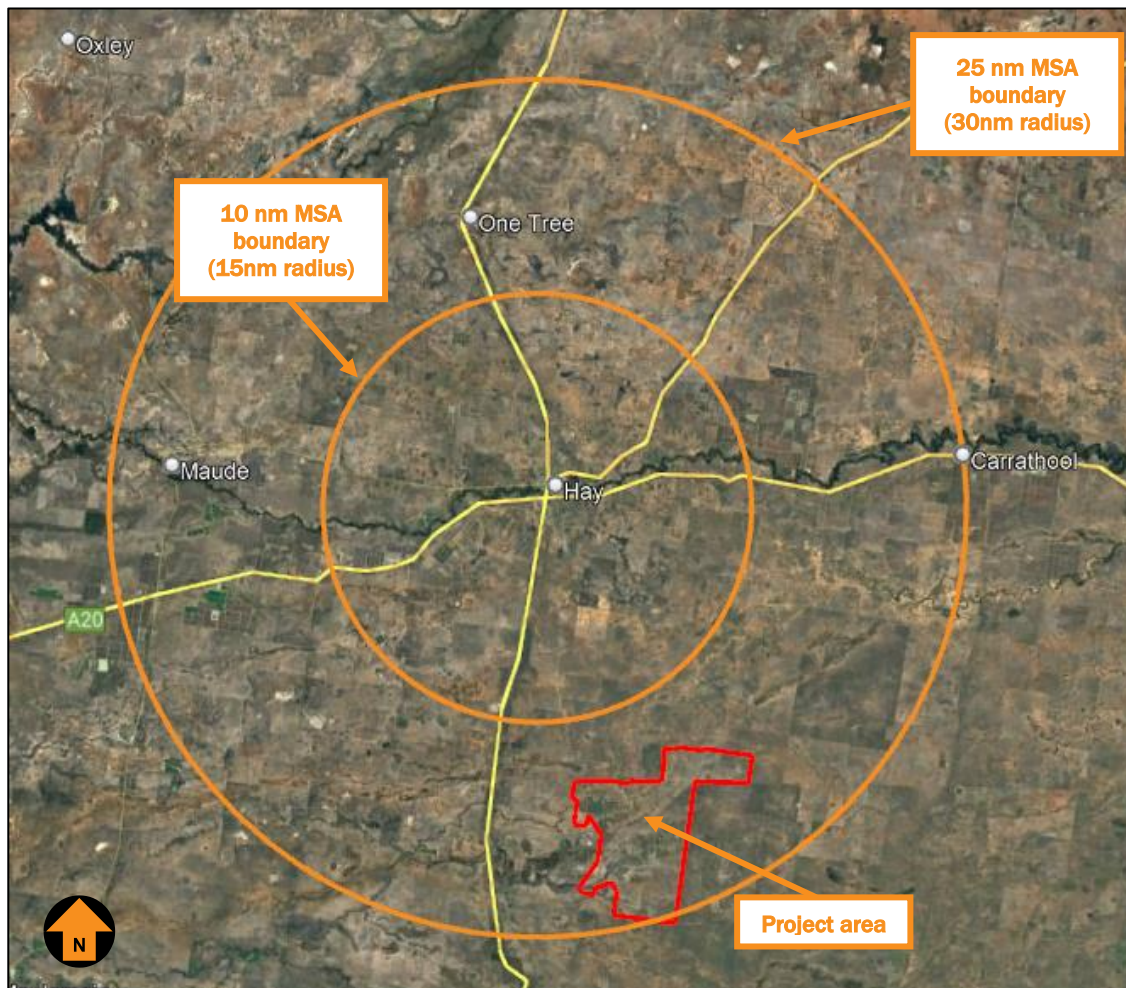 Oxley
25 nm MSA
boundary
(30nm radius)
10 nm MSA
boundary
(15nm radius)
One Tree
Maude
Carrathool
Hay
A20
Project area
N